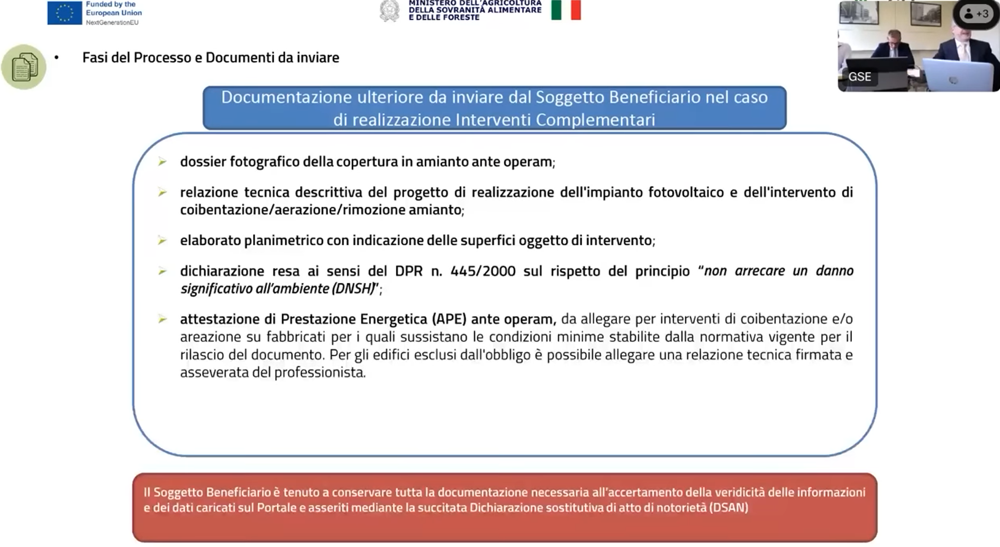 Funded by the
European Union
NextGenerationEU
MINISTERO DELL'AGRICOLTURA
DELLA SOVRANITÀ ALIMENTARE
E DELLE FORESTE
+3
GSE
• Fasi del Processo e Documenti da inviare
Documentazione ulteriore da inviare dal Soggetto Beneficiario nel caso
di realizzazione Interventi Complementari
dossier fotografico della copertura in amianto ante operam;
relazione tecnica descrittiva del progetto di realizzazione dell'impianto fotovoltaico e dell'intervento di
coibentazione/aerazione/rimozione amianto;
elaborato planimetrico con indicazione delle superfici oggetto di intervento;
dichiarazione resa ai sensi del DPR n. 445/2000 sul rispetto del principio “non arrecare un danno
significativo all’ambiente (DNSH)”;
attestazione di Prestazione Energetica (APE) ante operam, da allegare per interventi di coibentazione e/o
areazione su fabbricati per i quali sussistano le condizioni minime stabilite dalla normativa vigente per il
rilascio del documento. Per gli edifici esclusi dall'obbligo è possibile allegare una relazione tecnica firmata e
asseverata del professionista.
Il Soggetto Beneficiario è tenuto a conservare tutta la documentazione necessaria all’accertamento della veridicità delle informazioni
e dei dati caricati sul Portale e asseriti mediante la succitata Dichiarazione sostitutiva di atto di notorietà (DSAN)